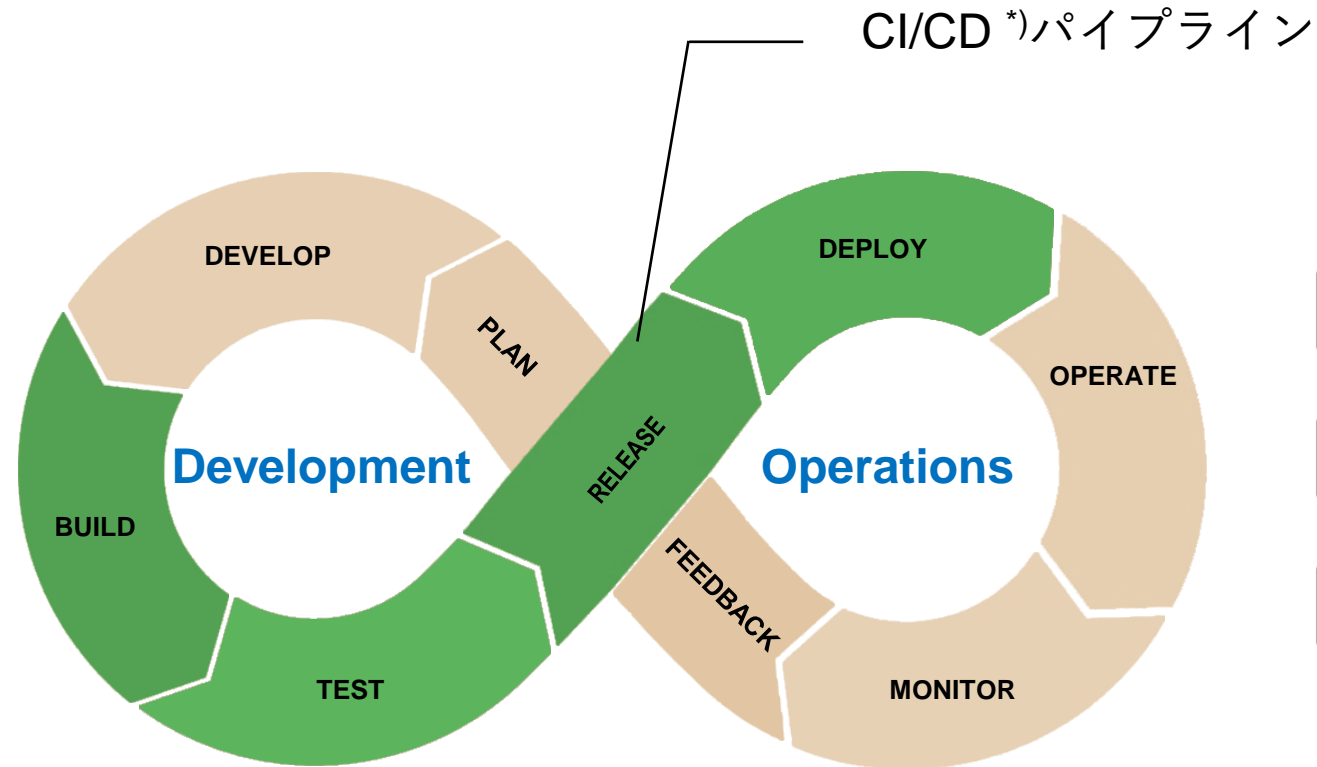 CI/CD *)パイプライン
DEVELOP
DEPLOY
PLAN
OPERATE
RELEASE
Development
Operations
BUILD
FEEDBACK
TEST
MONITOR